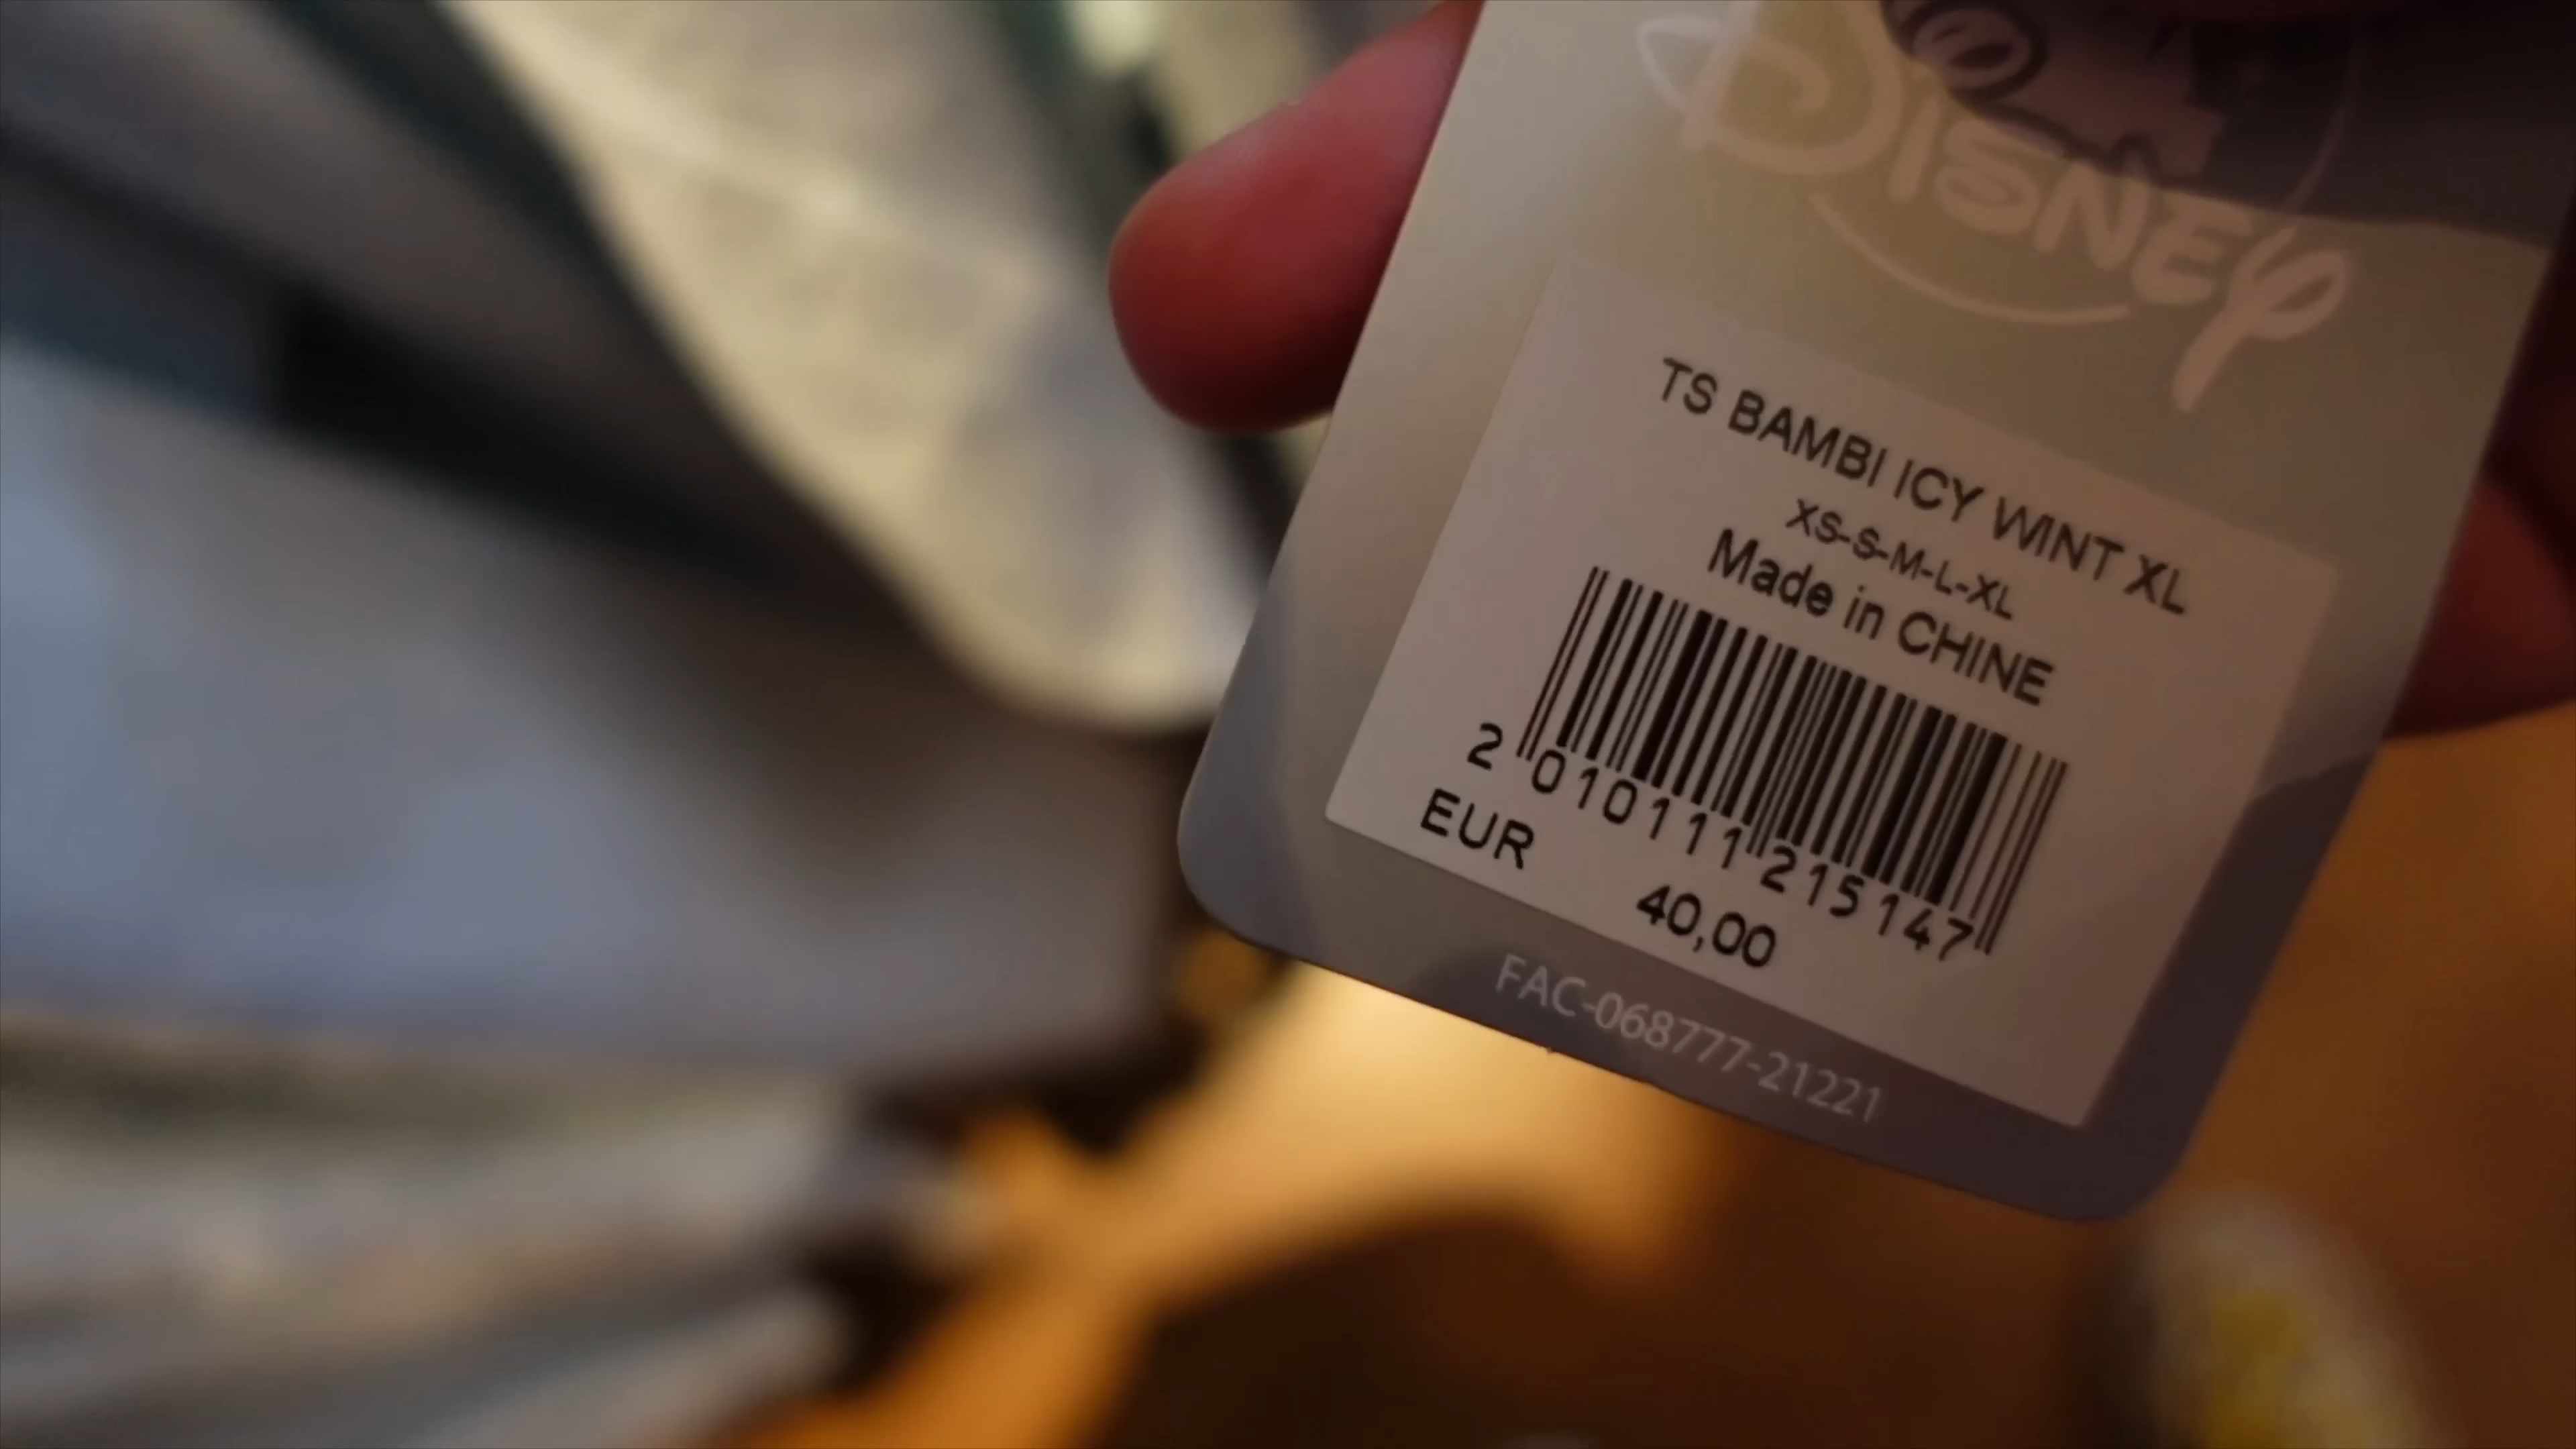 DISNEY
TS BAMBI ICY WINT XL
XS-S-M-L-XL
Made in CHINE
2 010111 215147
EUR 40,00
FAC-068777-21221